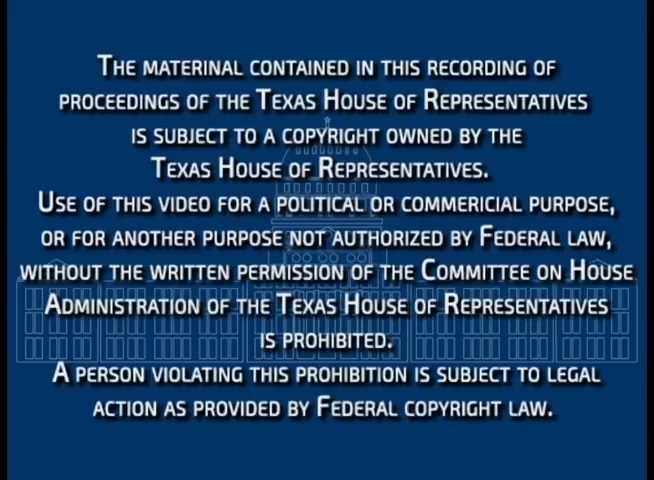 The materinal contained in this recording of
proceedings of the Texas House of Representatives
is subject to a copyright owned by the
Texas House of Representatives.
Use of this video for a political or commericial purpose,
or for another purpose not authorized by Federal law,
without the written permission of the Committee on House
Administration of the Texas House of Representatives
is prohibited.
A person violating this prohibition is subject to legal
action as provided by Federal copyright law.